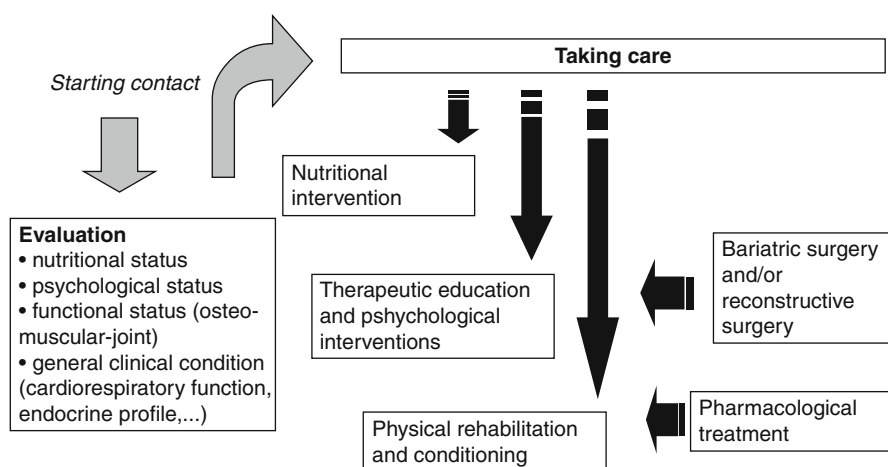 Starting contact
Taking care
Nutritional
intervention
Evaluation
• nutritional status
• psychological status
• functional status (osteo-
muscular-joint)
• general clinical condition
(cardiorespiratory function,
endocrine profile,...)
Therapeutic education
and pshychological
interventions
Bariatric surgery
and/or
reconstructive
surgery
Physical rehabilitation
and conditioning
Pharmacological
treatment